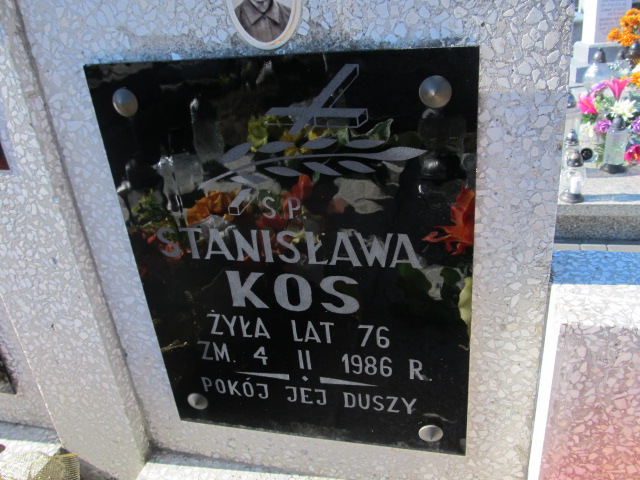 Ś.P.
STANISŁAWA
KOS
ŻYŁA LAT 76
ZM. 4 II 1986 R.
POKÓJ JEJ DUSZY